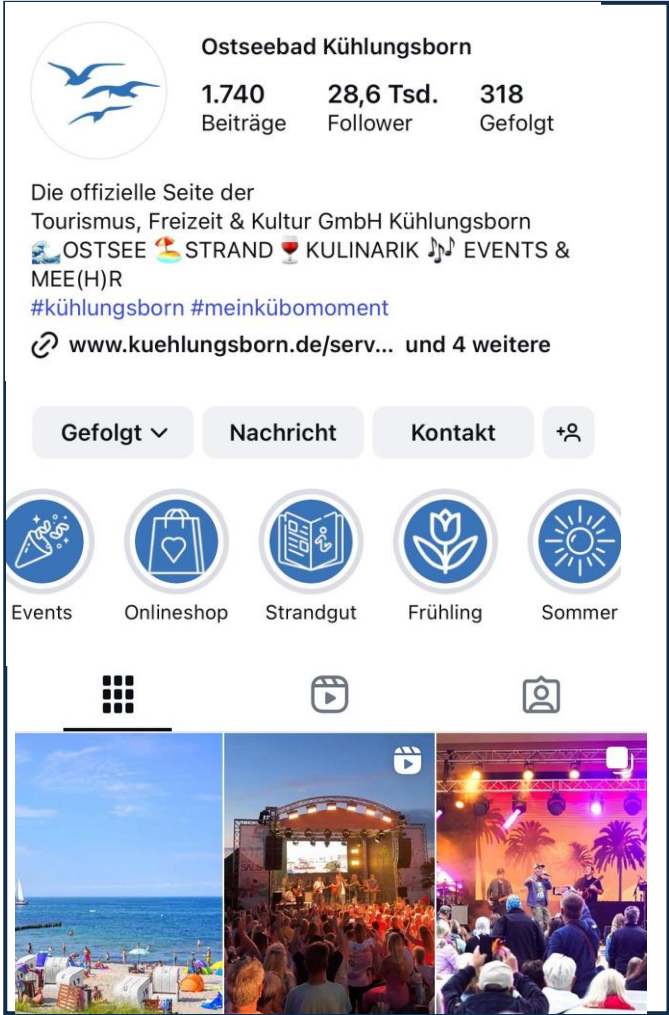 Ostseebad Kühlungsborn
1.740 28,6 Tsd. 318
Beiträge Follower Gefolgt
Die offizielle Seite der
Tourismus, Freizeit & Kultur GmbH Kühlungsborn
🌊OSTSEE 🏖️STRAND🍷KULINARIK 🎶 EVENTS &
MEE(H)R
#kühlungsborn #meinkübomoment
www.kuehlungsborn.de/serv... und 4 weitere
Gefolgt Nachricht Kontakt
Events Onlineshop Strandgut Frühling Sommer